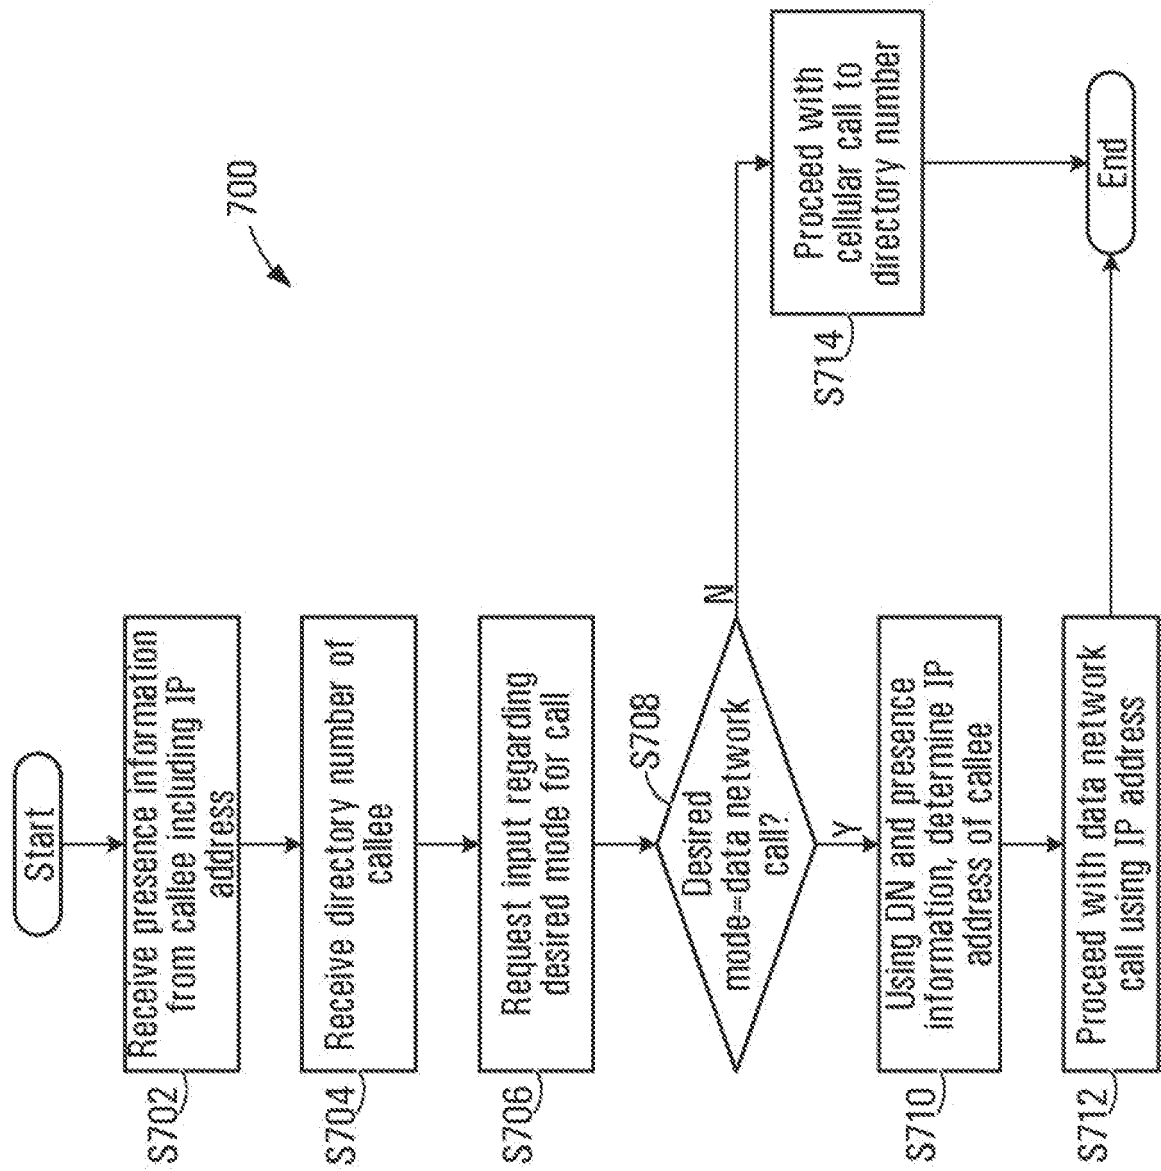 700
Start
S702
Receive presence information
from callee including IP
address
S704
Receive directory number of
callee
S706
Request input regarding
desired mode for call
S708
Desired
mode=data network
call?
N
Y
S714
Proceed with
cellular call to
directory number
S710
Using DN and presence
information, determine IP
address of callee
S712
Proceed with data network
call using IP address
End